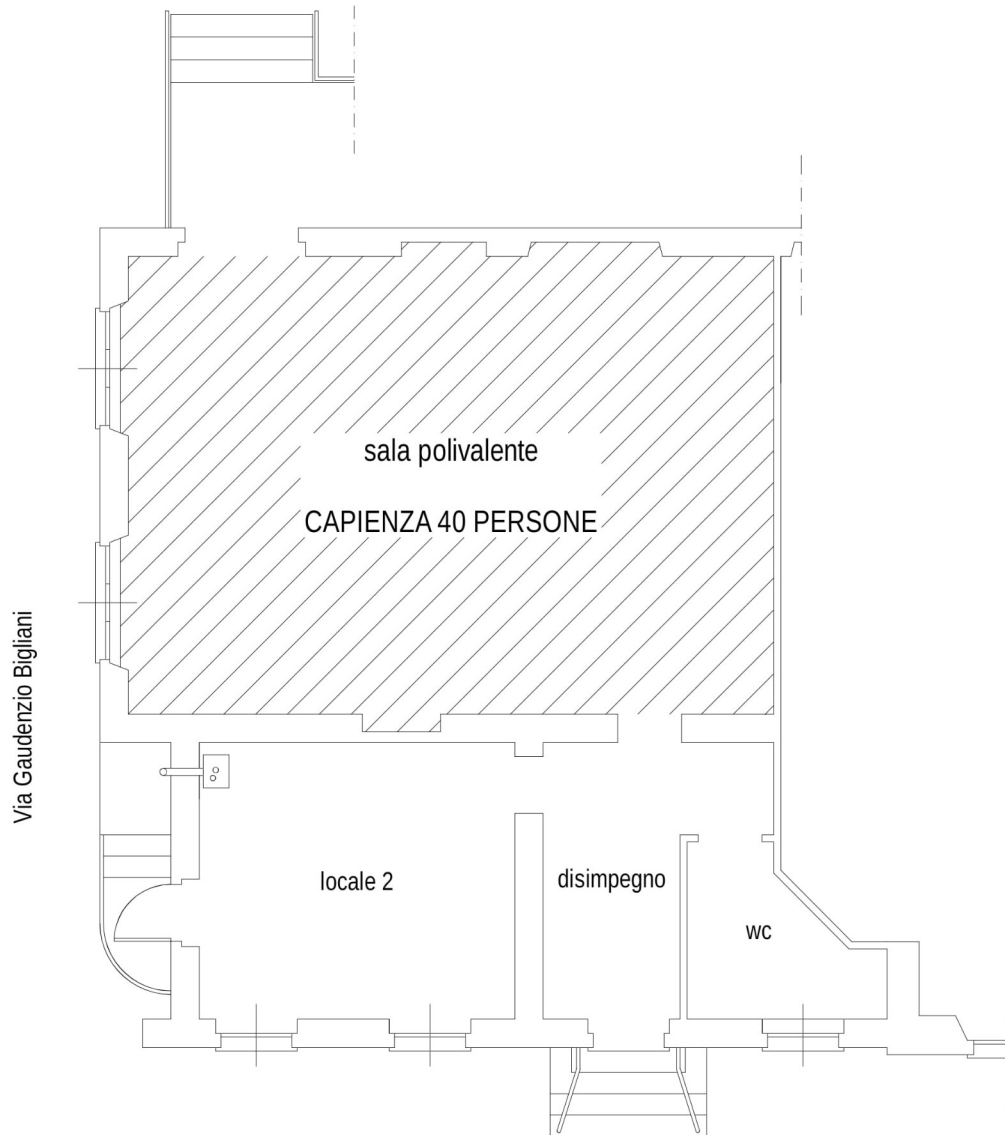 sala polivalente
CAPIENZA 40 PERSONE
Via Gaudenzio Bigliani
locale 2
disimpegno
wc